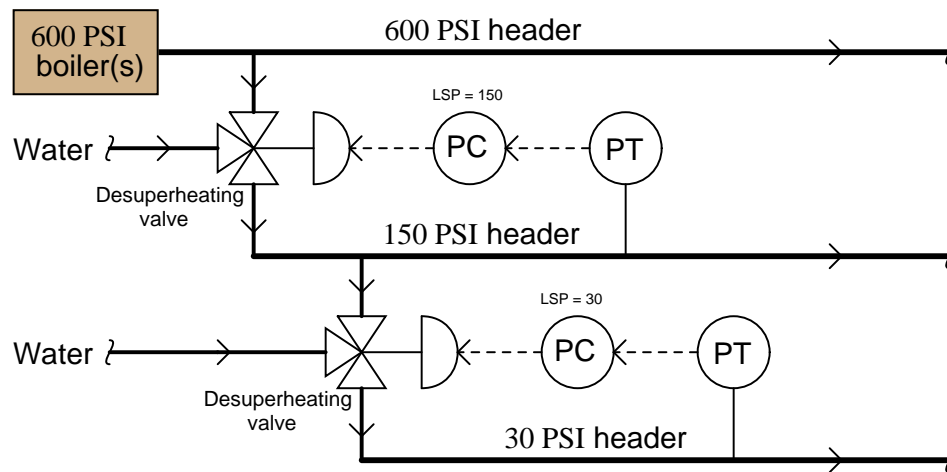 600 PSI
boiler(s)
600 PSI header
LSP = 150
Water
PC
PT
Desuperheating
valve
150 PSI header
LSP = 30
Water
PC
PT
Desuperheating
valve
30 PSI header